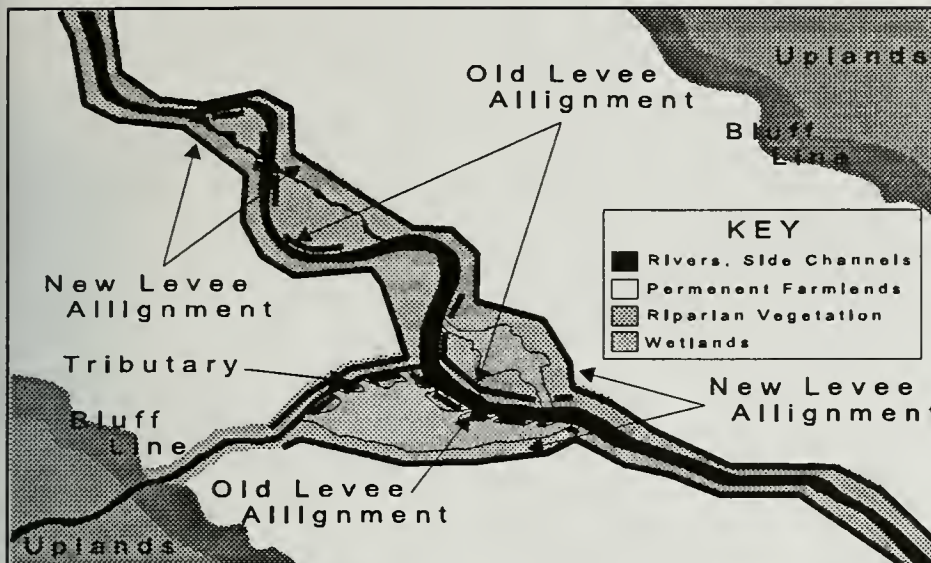 Uplands
Old Levee
Allignment
Bluff
Line
KEY
Rivers, Side Channels
Permenent Farmlends
Riparian Vegetation
Wetlands
New Levee
Allignment
Tributary
New Levee
Allignment
Bluff
Line
Old Levee
Allignment
Uplands